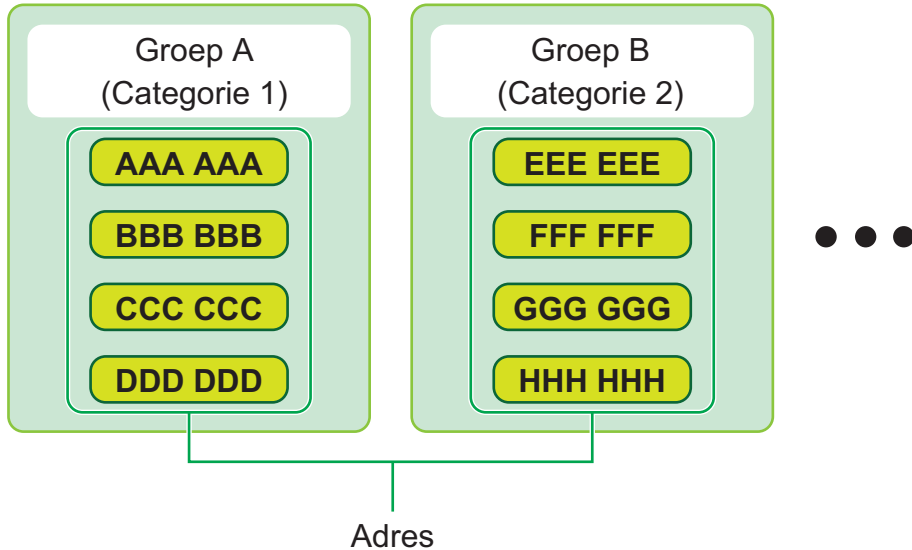 Groep A
(Categorie 1)
AAA AAA
BBB BBB
CCC CCC
DDD DDD
Groep B
(Categorie 2)
EEE EEE
FFF FFF
GGG GGG
HHH HHH
Adres